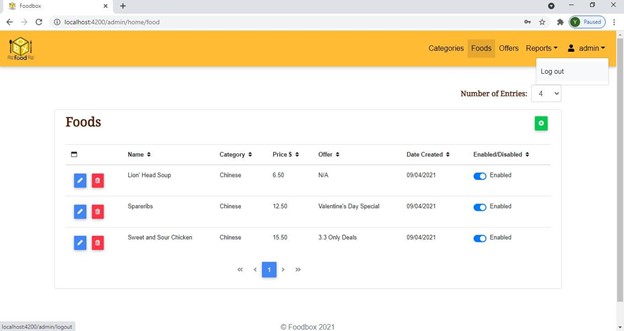 Foodbox
localhost:4200/admin/home/food
Y Paused
food
Categories Foods Offers Reports admin
Log out
Number of Entries: 4
Foods
Name Category Price $ Offer Date Created Enabled/Disabled
Lion' Head Soup Chinese 6.50 N/A 09/04/2021 Enabled
Spareribs Chinese 12.50 Valentine's Day Special 09/04/2021 Enabled
Sweet and Sour Chicken Chinese 15.50 3.3 Only Deals 09/04/2021 Enabled
« ‹ 1 › »
localhost:4200/admin/logout
© Foodbox 2021